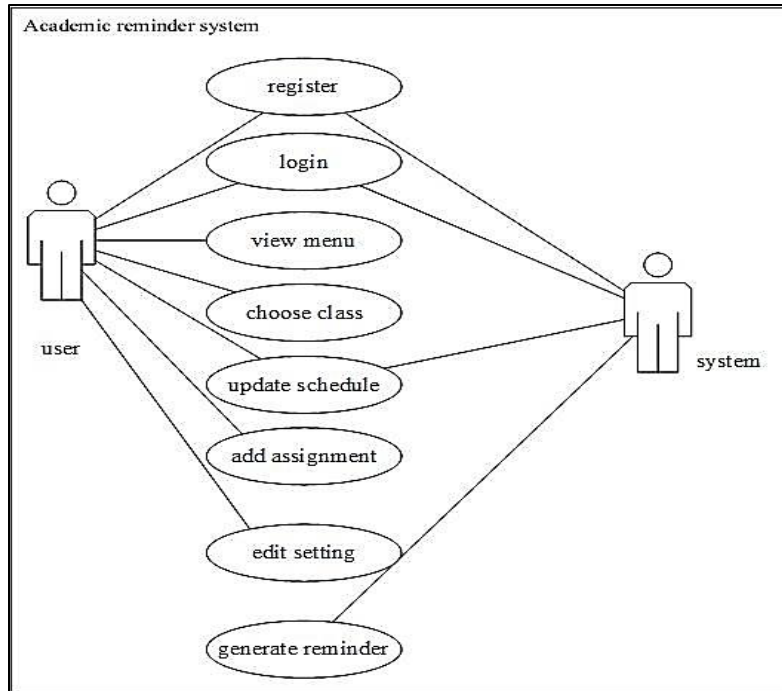 Academic reminder system
register
login
view menu
choose class
user
update schedule
system
add assignment
edit setting
generate reminder